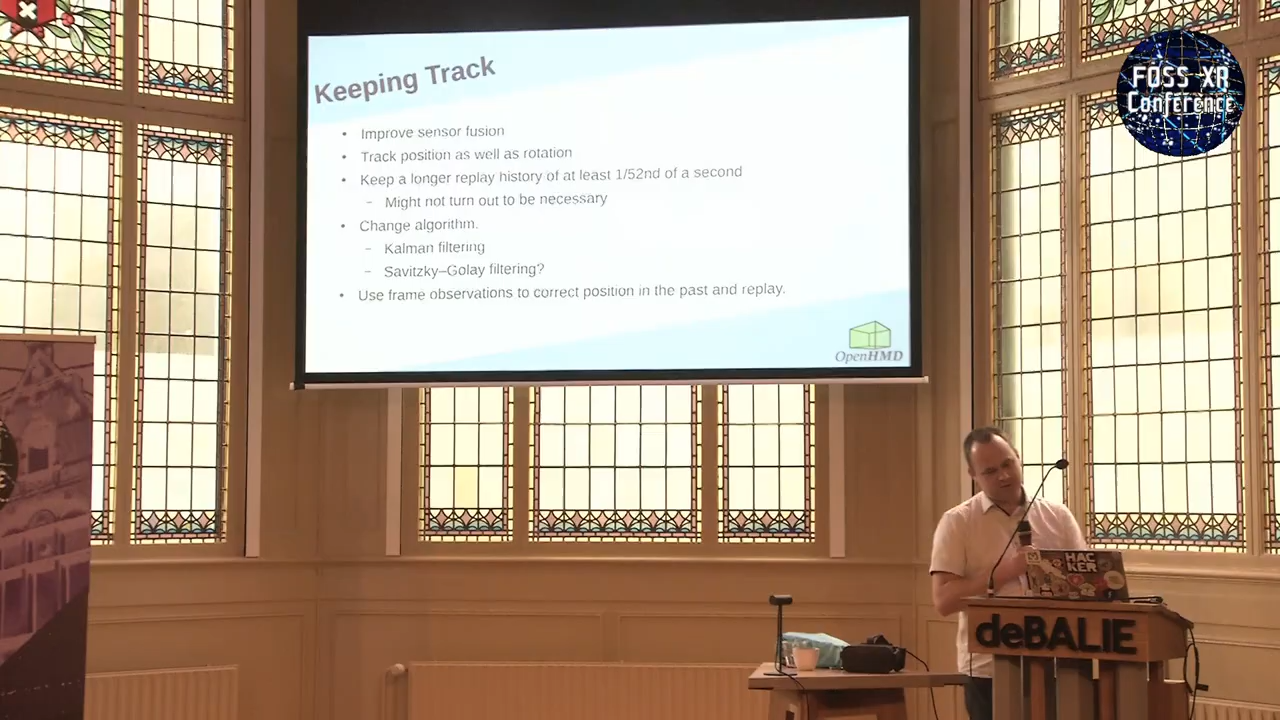 Keeping Track
• Improve sensor fusion
• Track position as well as rotation
• Keep a longer replay history of at least 1/52nd of a second
– Might not turn out to be necessary
• Change algorithm.
– Kalman filtering
– Savitzky–Golay filtering?
• Use frame observations to correct position in the past and replay.
OpenHMD
FOSS XR
Conference
HAC
KER
deBALIE